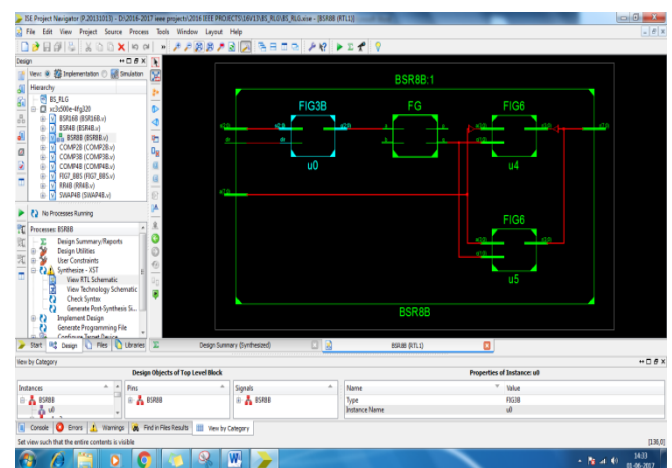 ISE Project Navigator (P.20131013) - D:\2016-2017 ieee projects\2016 IEEE PROJECTS\16V13\BS_RLG\BS_RLG.xise - [BSR8B (RTL1)]
File Edit View Project Source Process Tools Window Layout Help
Design
View: Implementation Simulation
Hierarchy
BS_RLG
xc3s500e-4fg320
BSR16B (BSR16B.v)
BSR4B (BSR4B.v)
BSR8B (BSR8B.v)
COMP2B (COMP2B.v)
COMP3B (COMP3B.v)
COMP4B (COMP4B.v)
FIG7_BBS (FIG7_BBS.v)
RR4B (RR4B.v)
SWAP4B (SWAP4B.v)
No Processes Running
Processes: BSR8B
Design Summary/Reports
Design Utilities
User Constraints
Synthesize - XST
View RTL Schematic
View Technology Schematic
Check Syntax
Generate Post-Synthesis Si...
Implement Design
Generate Programming File
Configure Target Device
BSR8B:1
FIG3B
FG
FIG6
u0
u4
FIG6
u5
BSR8B
Start Design Files Libraries
Design Summary (Synthesized)
BSR8B (RTL1)
View by Category
Design Objects of Top Level Block
Properties of Instance: u0
Instances
Pins
Signals
Name
Value
BSR8B
BSR8B
BSR8B
Type
FIG3B
u0
Instance Name
u0
Console Errors Warnings Find in Files Results View by Category
Set view such that the entire contents is visible
[138,0]
14:33
01-06-2017